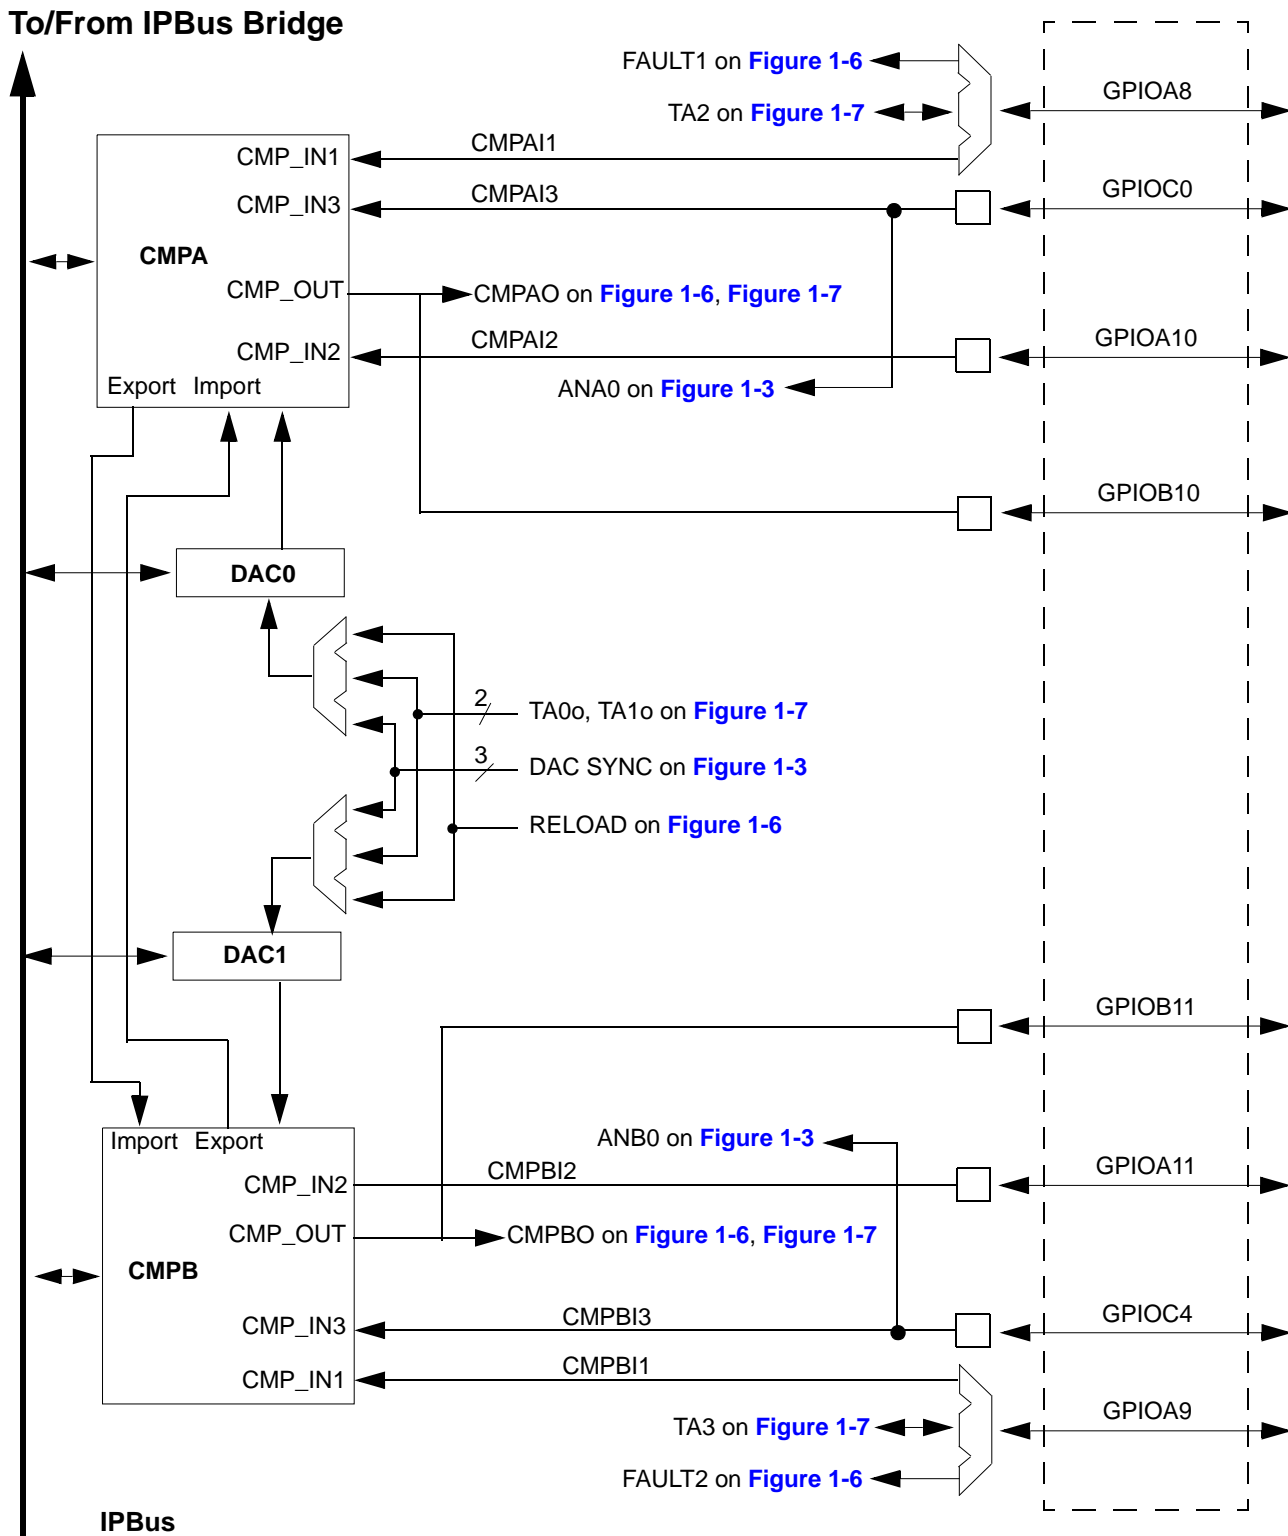 To/From IPBus Bridge
FAULT1 on Figure 1-6
GPIOA8
TA2 on Figure 1-7
CMPAI1
CMP_IN1
CMPAI3
GPIOC0
CMP_IN3
CMPA
CMP_OUT
CMPAO on Figure 1-6, Figure 1-7
CMPAI2
GPIOA10
CMP_IN2
Export Import
ANA0 on Figure 1-3
GPIOB10
DAC0
2
TA0o, TA1o on Figure 1-7
3
DAC SYNC on Figure 1-3
RELOAD on Figure 1-6
DAC1
GPIOB11
Import Export
ANB0 on Figure 1-3
CMPBI2
GPIOA11
CMP_IN2
CMP_OUT
CMPBO on Figure 1-6, Figure 1-7
CMPB
CMPBI3
GPIOC4
CMP_IN3
CMPBI1
CMP_IN1
GPIOA9
TA3 on Figure 1-7
FAULT2 on Figure 1-6
IPBus